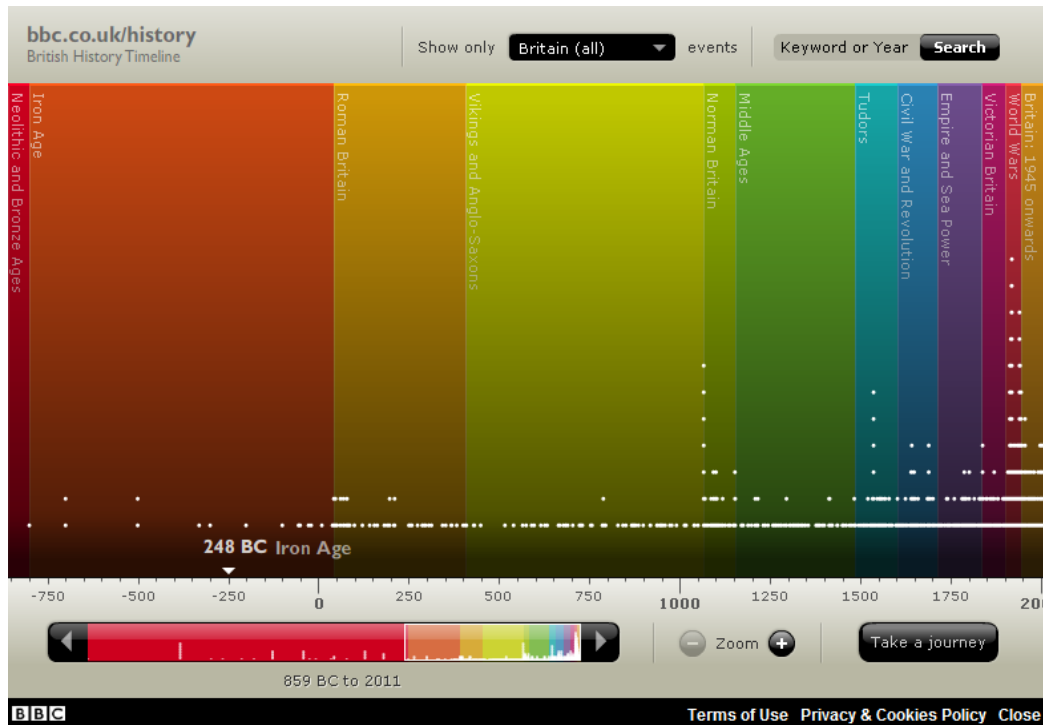 bbc.co.uk/history
British History Timeline
Show only
Britain (all)
events
Keyword or Year
Search
Neolithic and Bronze Ages
Iron Age
Roman Britain
Vikings and Anglo-Saxons
Norman Britain
Middle Ages
Tudors
Civil War and Revolution
Empire and Sea Power
Victorian Britain
World Wars
Britain: 1945 onwards
248 BC Iron Age
-750 -500 -250 0 250 500 750 1000 1250 1500 1750 200
Zoom
Take a journey
859 BC to 2011
BBC
Terms of Use Privacy & Cookies Policy Close